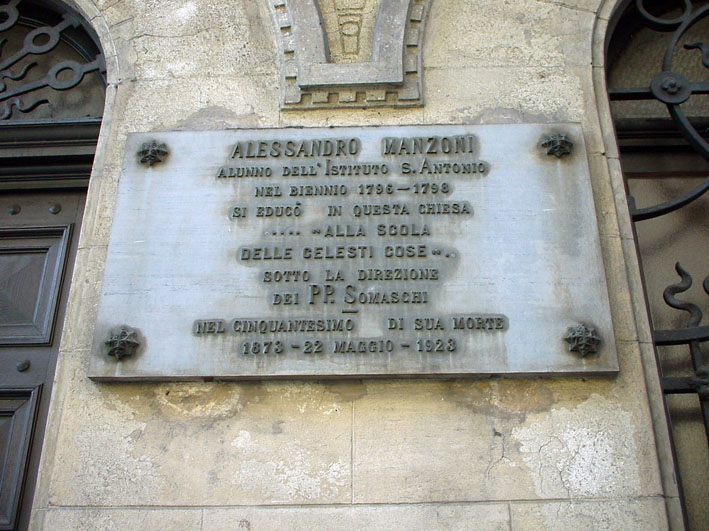 ALESSANDRO MANZONI
ALUNNO DELL'ISTITUTO S. ANTONIO
NEL BIENNIO 1796-1798
SI EDUCÒ IN QUESTA CHIESA
..... "ALLA SCOLA
DELLE CELESTI COSE"..
SOTTO LA DIREZIONE
DEI PP. SOMASCHI
NEL CINQUANTESIMO DI SUA MORTE
1873-22 MAGGIO-1923